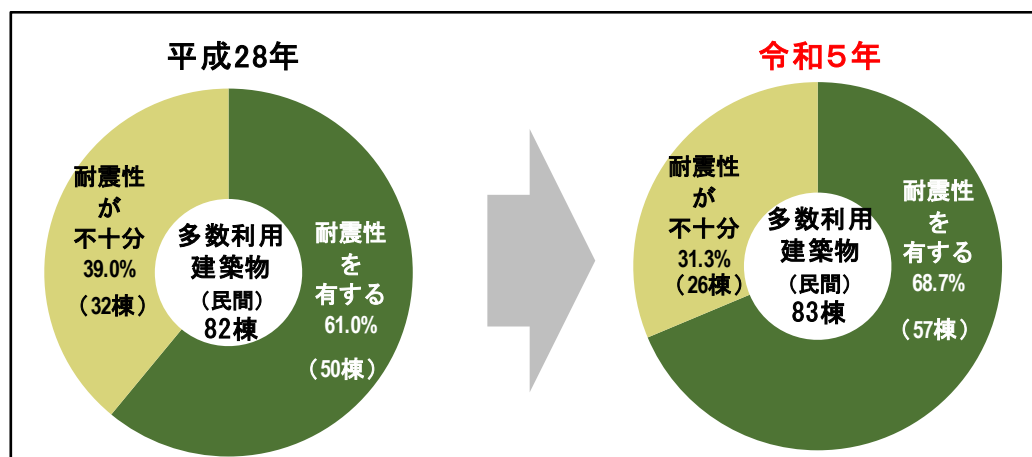 平成28年
耐震性
が
不十分
39.0%
（32棟）
多数利用
建築物
（民間）
82棟
耐震性
を
有する
61.0%
（50棟）
令和５年
耐震性
が
不十分
31.3%
（26棟）
多数利用
建築物
（民間）
83棟
耐震性
を
有する
68.7%
（57棟）